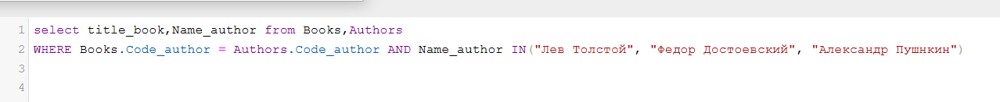 1 select title_book,Name_author from Books,Authors
2 WHERE Books.Code_author = Authors.Code_author AND Name_author IN("Лев Толстой", "Федор Достоевский", "Александр Пушнкин")
3
4